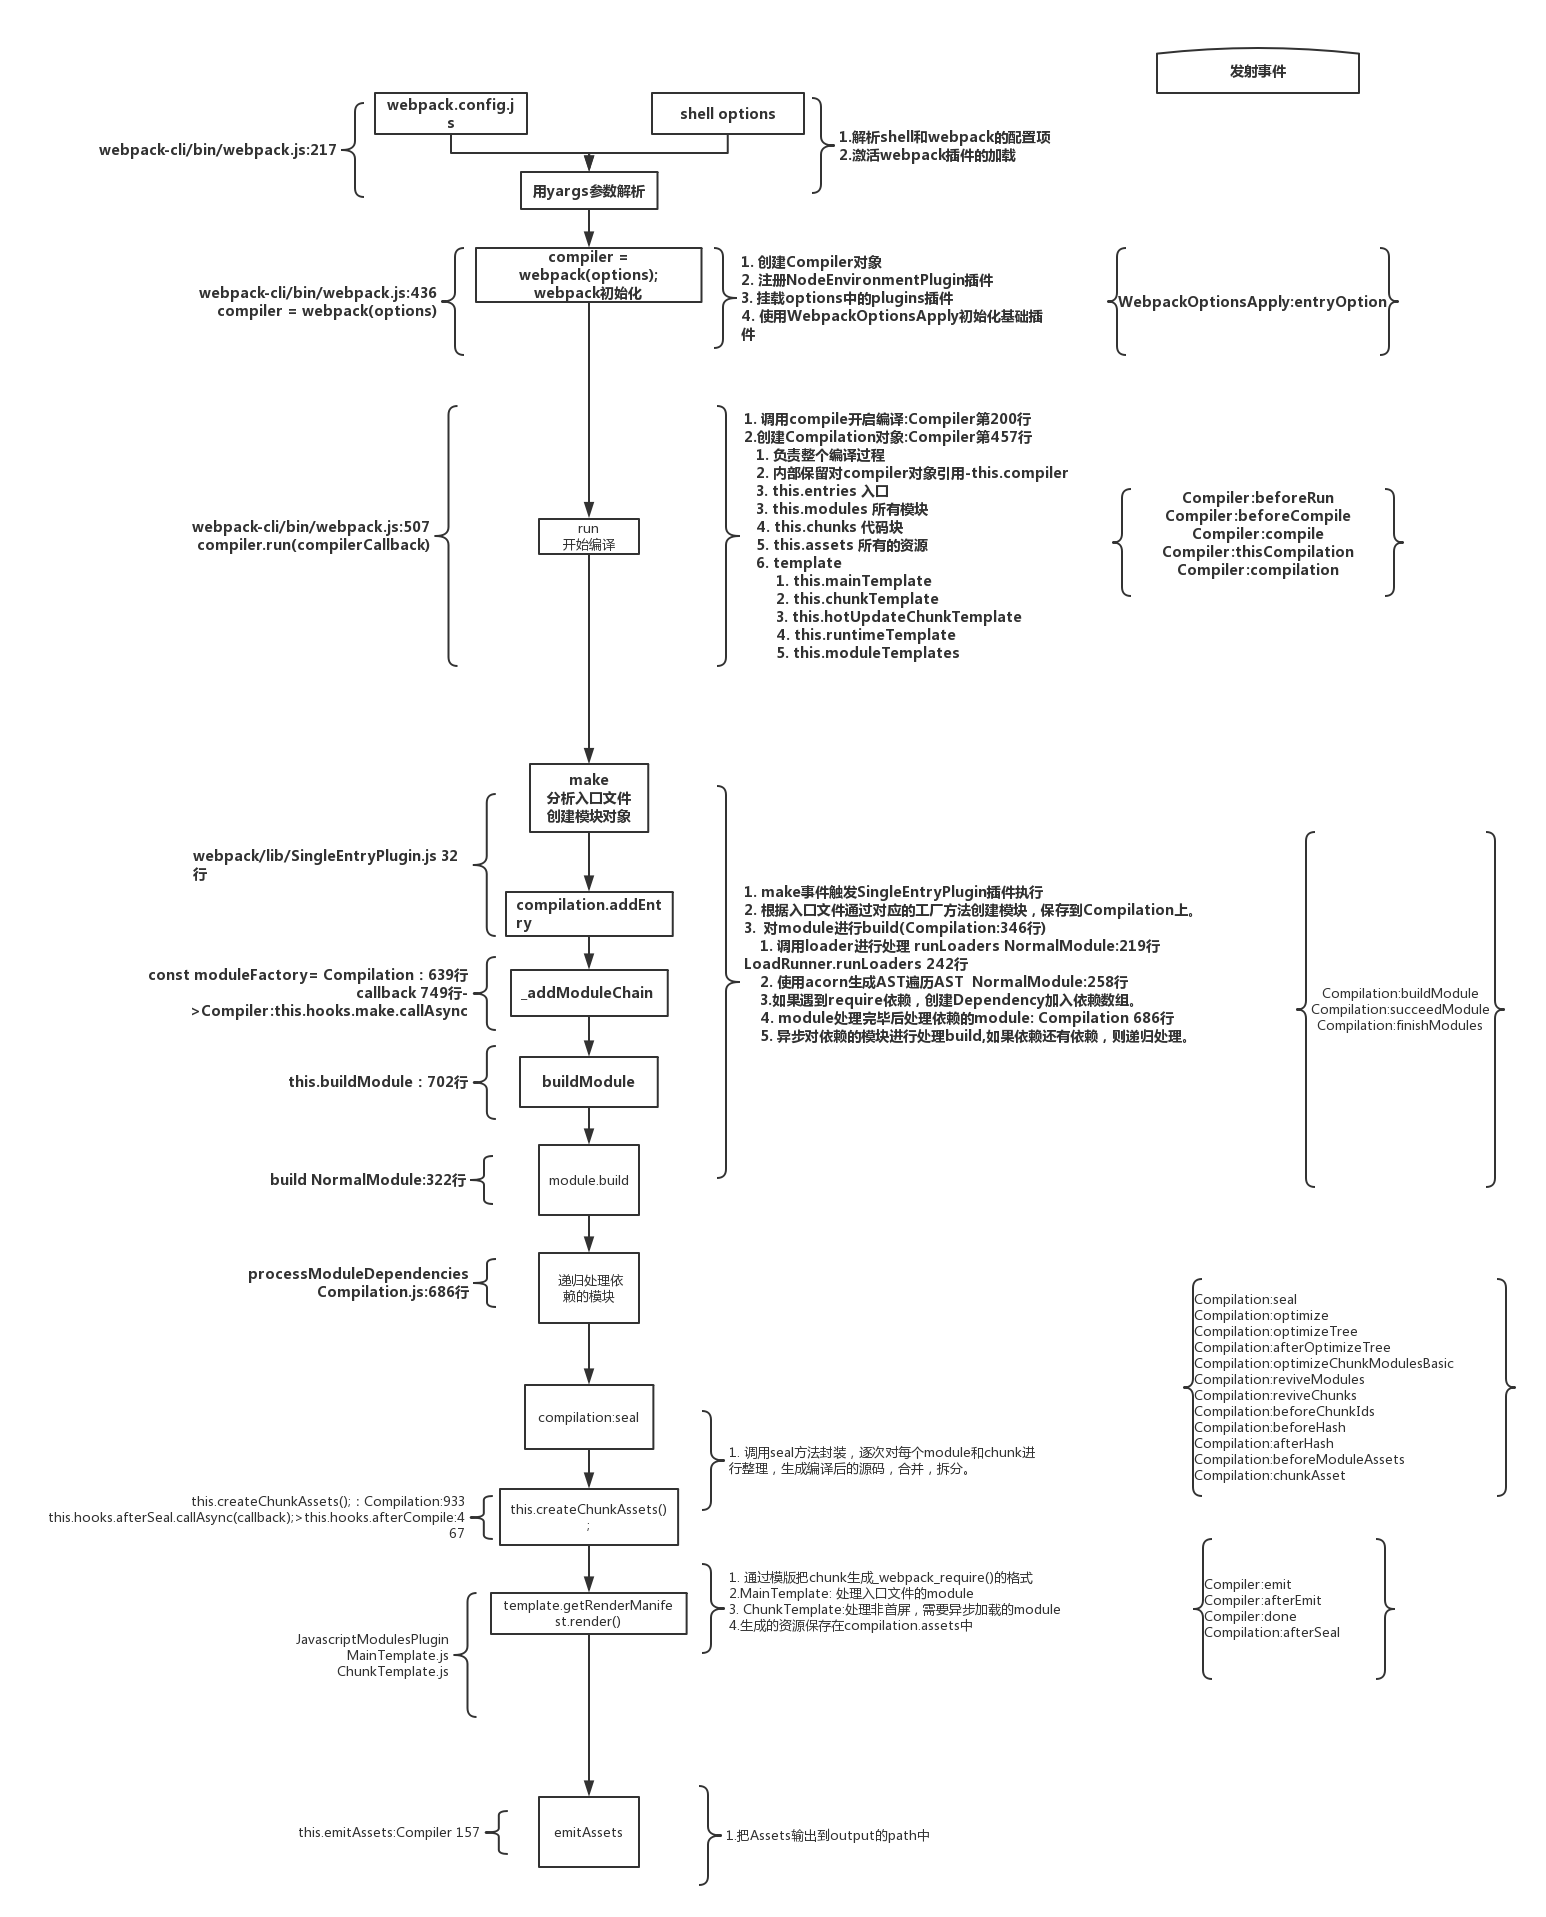 发射事件
webpack.config.j
s
shell options
webpack-cli/bin/webpack.js:217
1.解析shell和webpack的配置项
2.激活webpack插件的加载
用yargs参数解析
compiler =
webpack(options);
webpack初始化
webpack-cli/bin/webpack.js:436
compiler = webpack(options)
1. 创建Compiler对象
2. 注册NodeEnvironmentPlugin插件
3. 挂载options中的plugins插件
4. 使用WebpackOptionsApply初始化基础插
件
WebpackOptionsApply:entryOption
webpack-cli/bin/webpack.js:507
compiler.run(compilerCallback)
run
开始编译
1. 调用compile开启编译:Compiler第200行
2.创建Compilation对象:Compiler第457行
1. 负责整个编译过程
2. 内部保留对compiler对象引用-this.compiler
3. this.entries 入口
3. this.modules 所有模块
4. this.chunks 代码块
5. this.assets 所有的资源
6. template
1. this.mainTemplate
2. this.chunkTemplate
3. this.hotUpdateChunkTemplate
4. this.runtimeTemplate
5. this.moduleTemplates
Compiler:beforeRun
Compiler:beforeCompile
Compiler:compile
Compiler:thisCompilation
Compiler:compilation
make
分析入口文件
创建模块对象
webpack/lib/SingleEntryPlugin.js 32
行
compilation.addEnt
ry
const moduleFactory= Compilation：639行
callback 749行-
>Compiler:this.hooks.make.callAsync
_addModuleChain
this.buildModule：702行
buildModule
1. make事件触发SingleEntryPlugin插件执行
2. 根据入口文件通过对应的工厂方法创建模块，保存到Compilation上。
3. 对module进行build(Compilation:346行)
1. 调用loader进行处理 runLoaders NormalModule:219行
LoadRunner.runLoaders 242行
2. 使用acorn生成AST遍历AST  NormalModule:258行
3.如果遇到require依赖，创建Dependency加入依赖数组。
4. module处理完毕后处理依赖的module: Compilation 686行
5. 异步对依赖的模块进行处理build,如果依赖还有依赖，则递归处理。
Compilation:buildModule
Compilation:succeedModule
Compilation:finishModules
build NormalModule:322行
module.build
processModuleDependencies
Compilation.js:686行
递归处理依
赖的模块
Compilation:seal
Compilation:optimize
Compilation:optimizeTree
Compilation:afterOptimizeTree
Compilation:optimizeChunkModulesBasic
Compilation:reviveModules
Compilation:reviveChunks
Compilation:beforeChunkIds
Compilation:beforeHash
Compilation:afterHash
Compilation:beforeModuleAssets
Compilation:chunkAsset
compilation:seal
1. 调用seal方法封装，逐次对每个module和chunk进
行整理，生成编译后的源码，合并，拆分。
this.createChunkAssets();：Compilation:933
this.hooks.afterSeal.callAsync(callback);>this.hooks.afterCompile:4
67
this.createChunkAssets()
;
1. 通过模版把chunk生成_webpack_require()的格式
2.MainTemplate: 处理入口文件的module
3. ChunkTemplate:处理非首屏，需要异步加载的module
4.生成的资源保存在compilation.assets中
Compiler:emit
Compiler:afterEmit
Compiler:done
Compilation:afterSeal
template.getRenderManife
st.render()
JavascriptModulesPlugin
MainTemplate.js
ChunkTemplate.js
this.emitAssets:Compiler 157
emitAssets
1.把Assets输出到output的path中